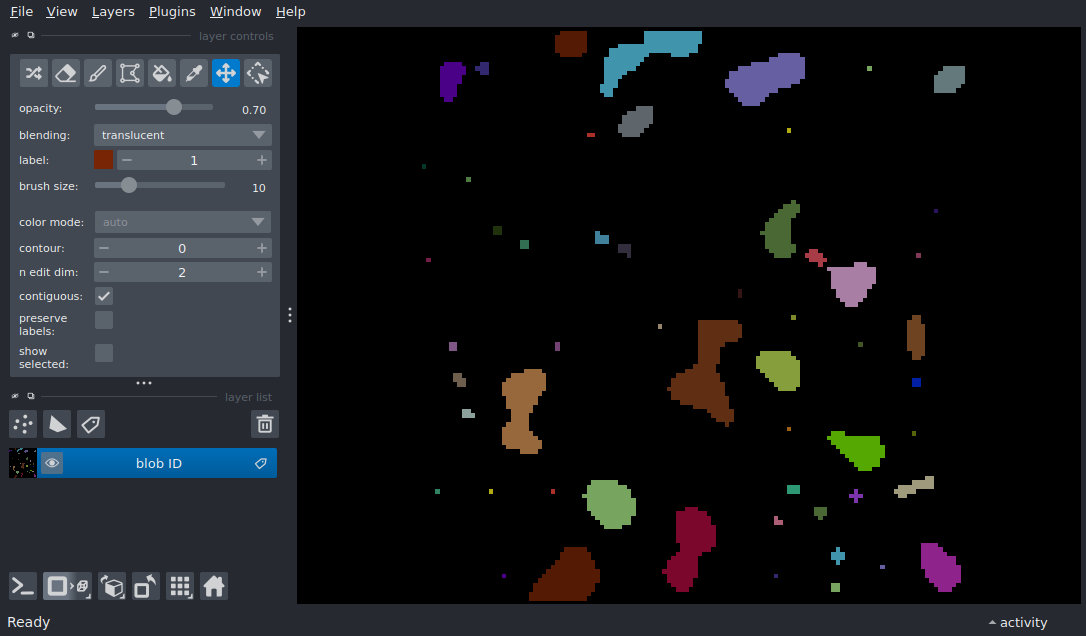 File View Layers Plugins Window Help
layer controls
opacity: 0.70
blending: translucent
label: 1
brush size: 10
color mode: auto
contour: 0
n edit dim: 2
contiguous:
preserve
labels:
show
selected:
layer list
blob ID
Ready
activity